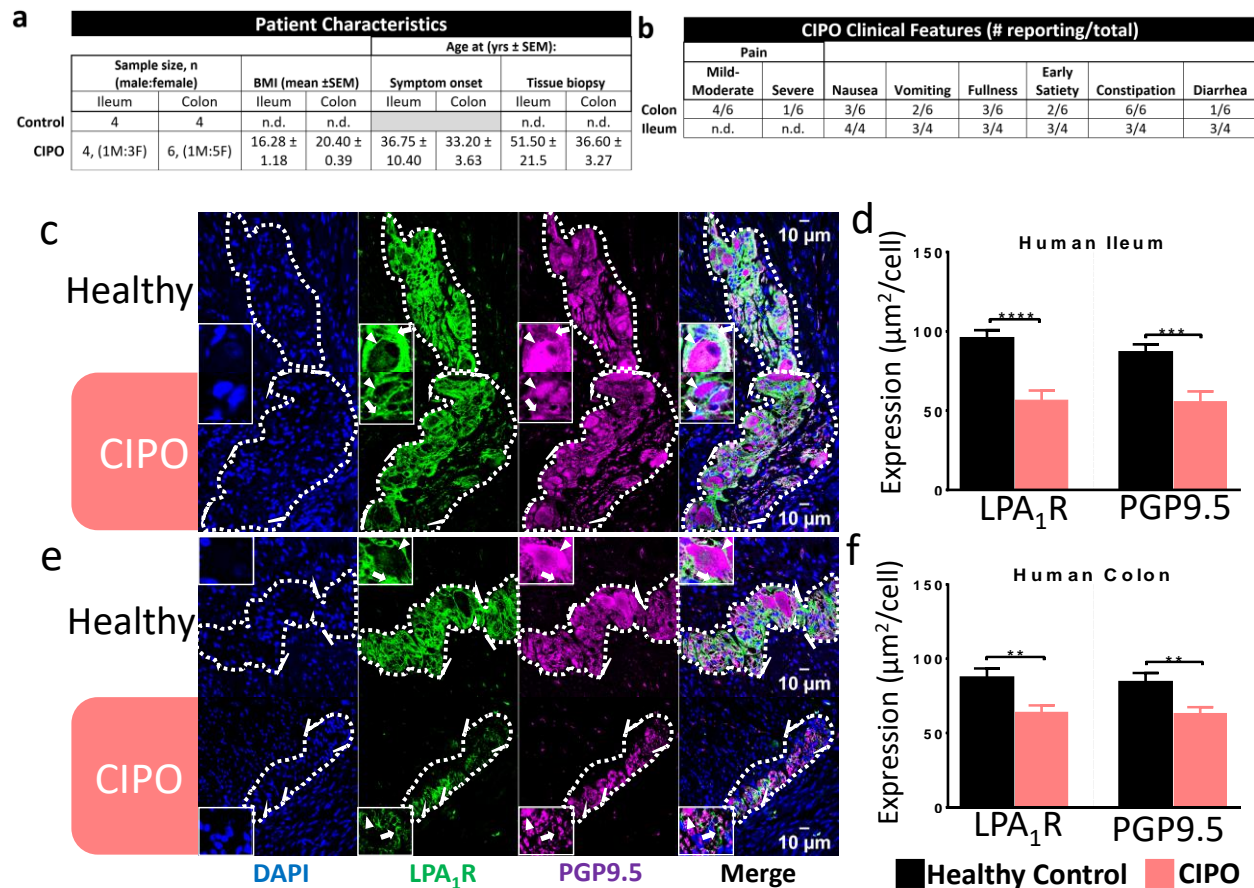 a
Patient Characteristics
Age at (yrs ± SEM):
Sample size, n (male:female)
BMI (mean ±SEM)
Symptom onset
Tissue biopsy
Ileum Colon Ileum Colon Ileum Colon Ileum Colon
Control 4 4 n.d. n.d. n.d. n.d.
CIPO 4, (1M:3F) 6, (1M:5F) 16.28 ± 1.18 20.40 ± 0.39 36.75 ± 10.40 33.20 ± 3.63 51.50 ± 21.5 36.60 ± 3.27
b
CIPO Clinical Features (# reporting/total)
Pain
Mild-Moderate Severe Nausea Vomiting Fullness Early Satiety Constipation Diarrhea
Colon 4/6 1/6 3/6 2/6 3/6 2/6 6/6 1/6
Ileum n.d. n.d. 4/4 3/4 3/4 3/4 3/4 3/4
c
Healthy
10 µm
CIPO
10 µm
d
Human Ileum
Expression (µm²/cell)
150
100
50
0
****
***
LPA₁R PGP9.5
e
Healthy
10 µm
CIPO
10 µm
DAPI LPA₁R PGP9.5 Merge
f
Human Colon
Expression (µm²/cell)
150
100
50
0
**
**
LPA₁R PGP9.5
Healthy Control CIPO